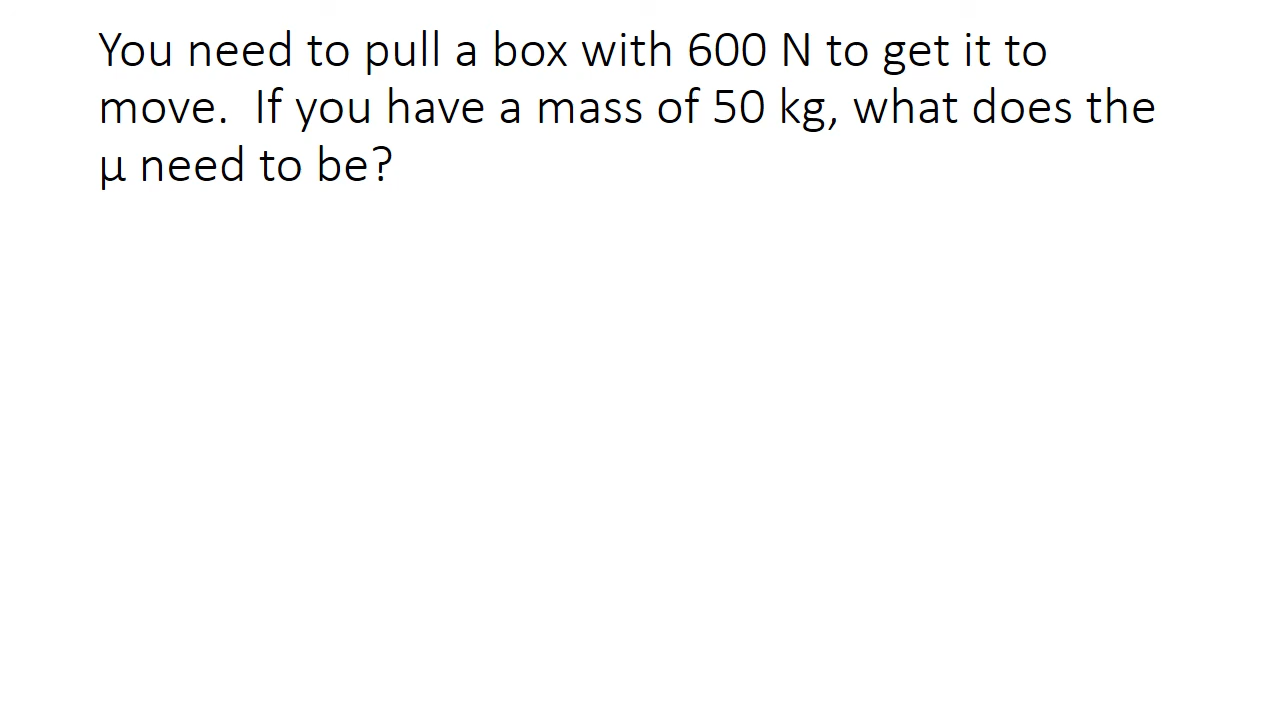 You need to pull a box with 600 N to get it to
move.  If you have a mass of 50 kg, what does the
µ need to be?